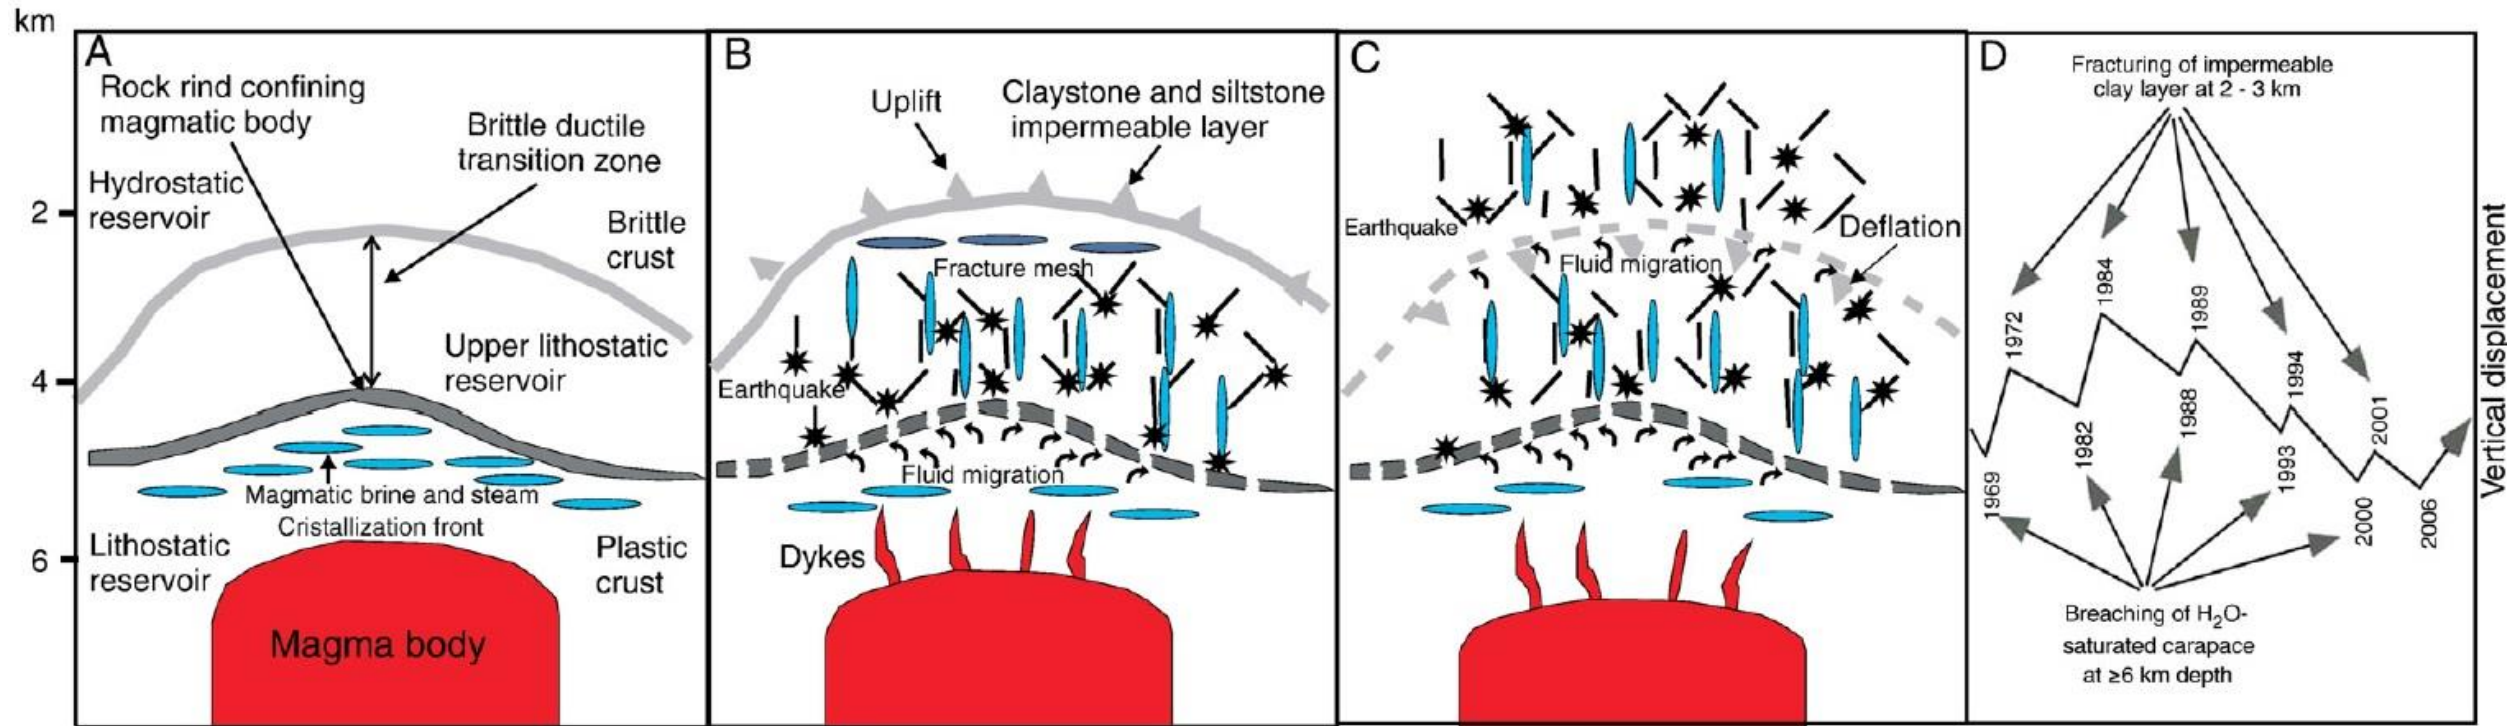 km
2
4
6
A
Rock rind confining
magmatic body
Brittle ductile
transition zone
Hydrostatic
reservoir
Brittle
crust
Upper lithostatic
reservoir
Magmatic brine and steam
Cristallization front
Lithostatic
reservoir
Plastic
crust
Magma body
B
Uplift
Claystone and siltstone
impermeable layer
Fracture mesh
Earthquake
Fluid migration
Dykes
C
Earthquake
Deflation
Fluid migration
D
Fracturing of impermeable
clay layer at 2 - 3 km
1969
1972
1982
1984
1988
1989
1993
1994
2000
2001
2006
Breaching of H₂O-
saturated carapace
at ≥6 km depth
Vertical displacement